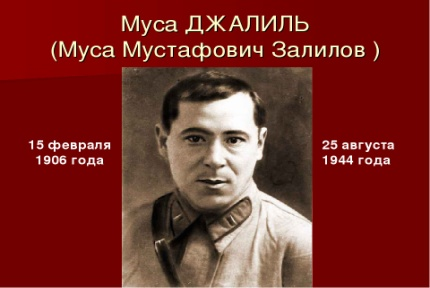 Муса ДЖАЛИЛЬ
(Муса Мустафович Залилов )
15 февраля
1906 года
25 августа
1944 года